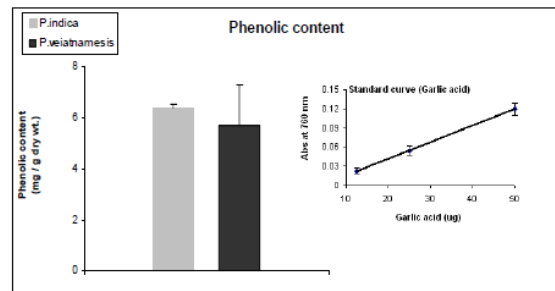 P.indica
P.veiatnamesis
Phenolic content
Phenolic content
(mg / g dry wt.)
8
6
4
2
0
Standard curve (Garlic acid)
Abs at 760 nm
0.15
0.12
0.09
0.06
0.03
0
10
30
50
Garlic acid (ug)